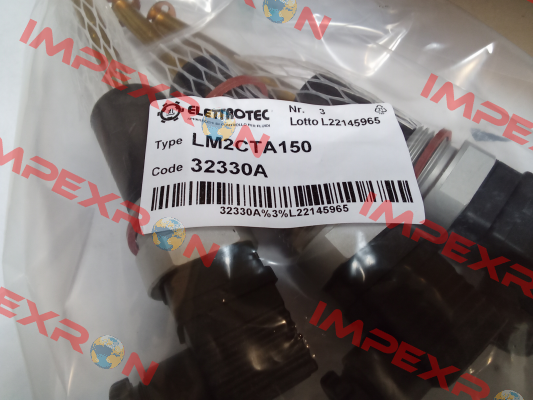 ELETTROTEC
Nr. 3
Lotto L22145965
Type LM2CTA150
Code 32330A
32330A%3%L22145965
IMPEXRON
IMPEXRON
IMPEXRON
IMPEXRON
IMPEXRON